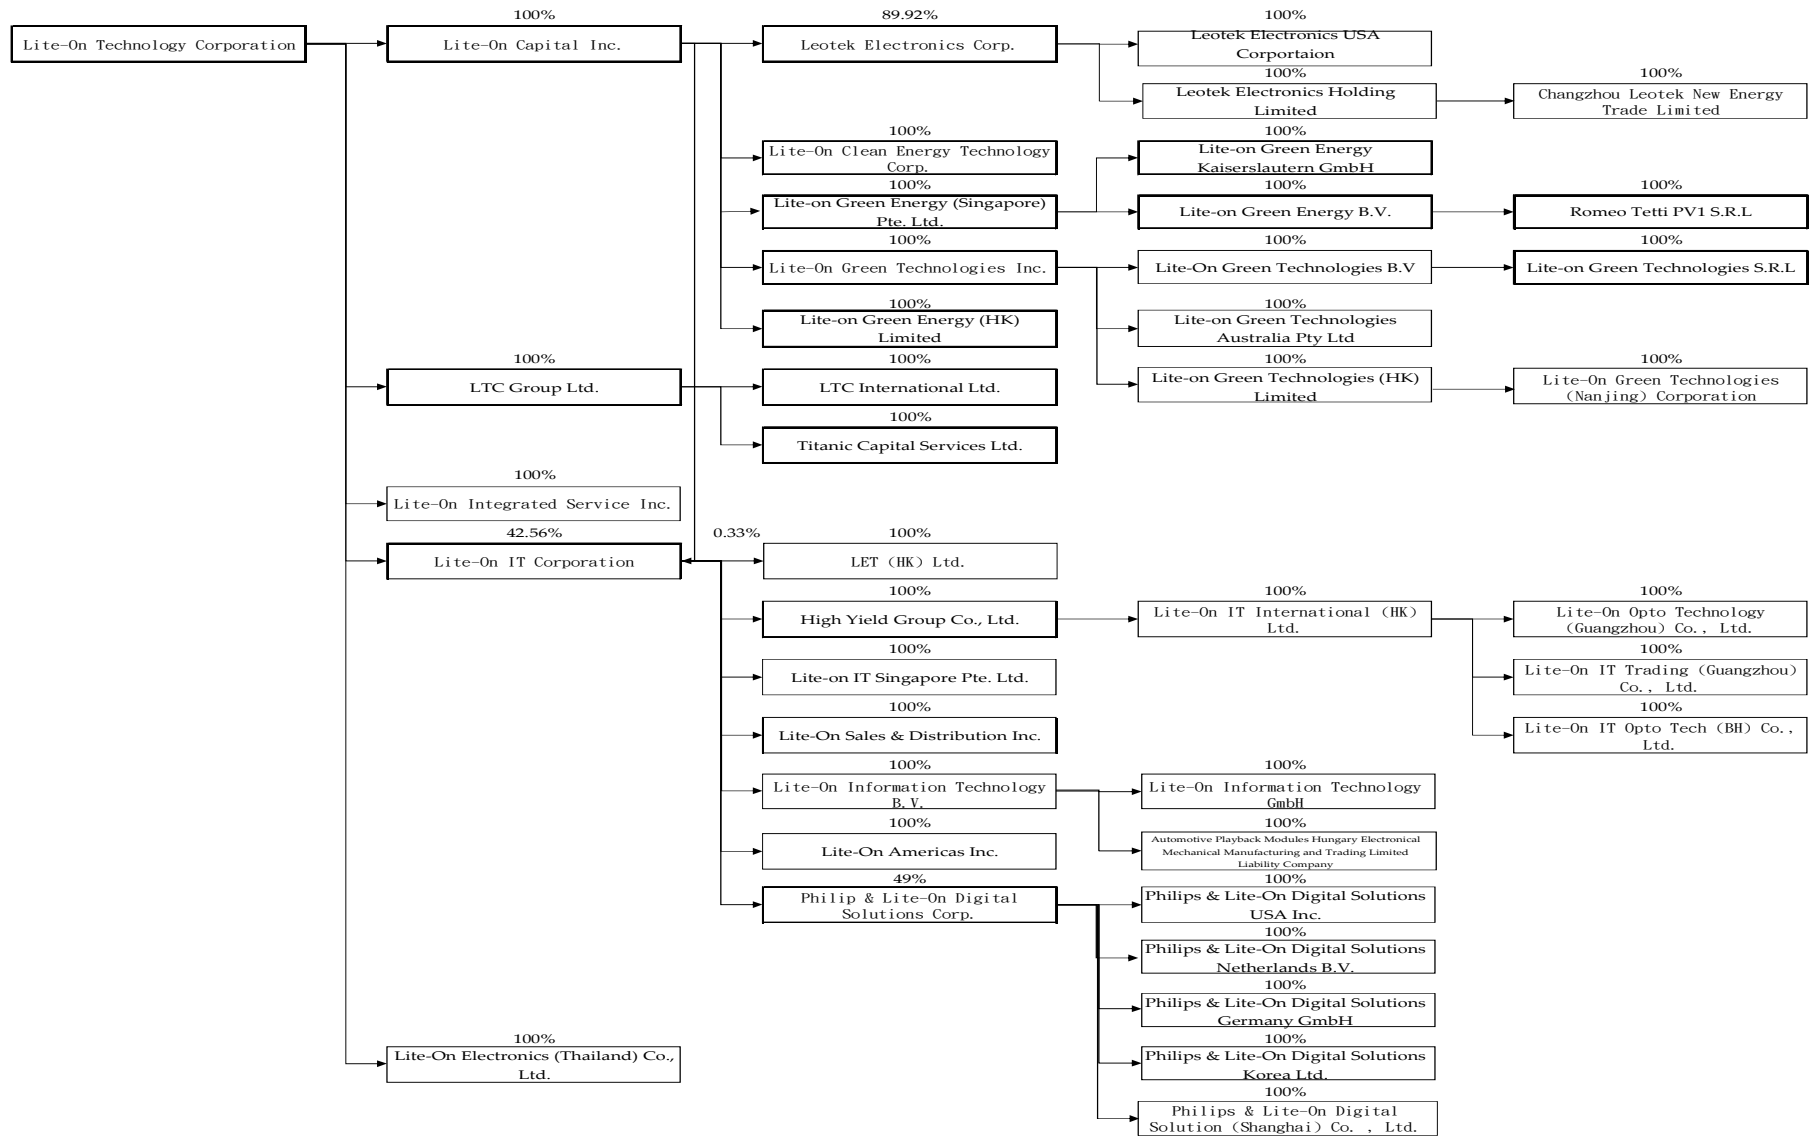 100%
89.92%
100%
Lite-On Technology Corporation
Lite-On Capital Inc.
Leotek Electronics Corp.
Leotek Electronics USA
Corportaion
100%
100%
Leotek Electronics Holding
Limited
Changzhou Leotek New Energy
Trade Limited
100%
100%
Lite-On Clean Energy Technology
Corp.
Lite-on Green Energy
Kaiserslautern GmbH
100%
100%
100%
Lite-on Green Energy (Singapore)
Pte. Ltd.
Lite-on Green Energy B.V.
Romeo Tetti PV1 S.R.L
100%
100%
100%
Lite-On Green Technologies Inc.
Lite-On Green Technologies B.V
Lite-on Green Technologies S.R.L
100%
100%
Lite-on Green Energy (HK)
Limited
Lite-on Green Technologies
Australia Pty Ltd
100%
100%
100%
100%
LTC Group Ltd.
LTC International Ltd.
Lite-on Green Technologies (HK)
Limited
Lite-On Green Technologies
(Nanjing) Corporation
100%
Titanic Capital Services Ltd.
100%
Lite-On Integrated Service Inc.
42.56%
0.33%
100%
Lite-On IT Corporation
LET (HK) Ltd.
100%
100%
100%
High Yield Group Co., Ltd.
Lite-On IT International (HK)
Ltd.
Lite-On Opto Technology
(Guangzhou) Co., Ltd.
100%
100%
Lite-on IT Singapore Pte. Ltd.
Lite-On IT Trading (Guangzhou)
Co., Ltd.
100%
100%
Lite-On Sales & Distribution Inc.
Lite-On IT Opto Tech (BH) Co.,
Ltd.
100%
100%
Lite-On Information Technology
B.V.
Lite-On Information Technology
GmbH
100%
100%
Lite-On Americas Inc.
Automotive Playback Modules Hungary Electronical
Mechanical Manufacturing and Trading Limited
Liability Company
49%
100%
Philip & Lite-On Digital
Solutions Corp.
Philips & Lite-On Digital Solutions
USA Inc.
100%
Philips & Lite-On Digital Solutions
Netherlands B.V.
100%
Philips & Lite-On Digital Solutions
Germany GmbH
100%
100%
Lite-On Electronics (Thailand) Co.,
Ltd.
Philips & Lite-On Digital Solutions
Korea Ltd.
100%
Philips & Lite-On Digital
Solution (Shanghai) Co. , Ltd.